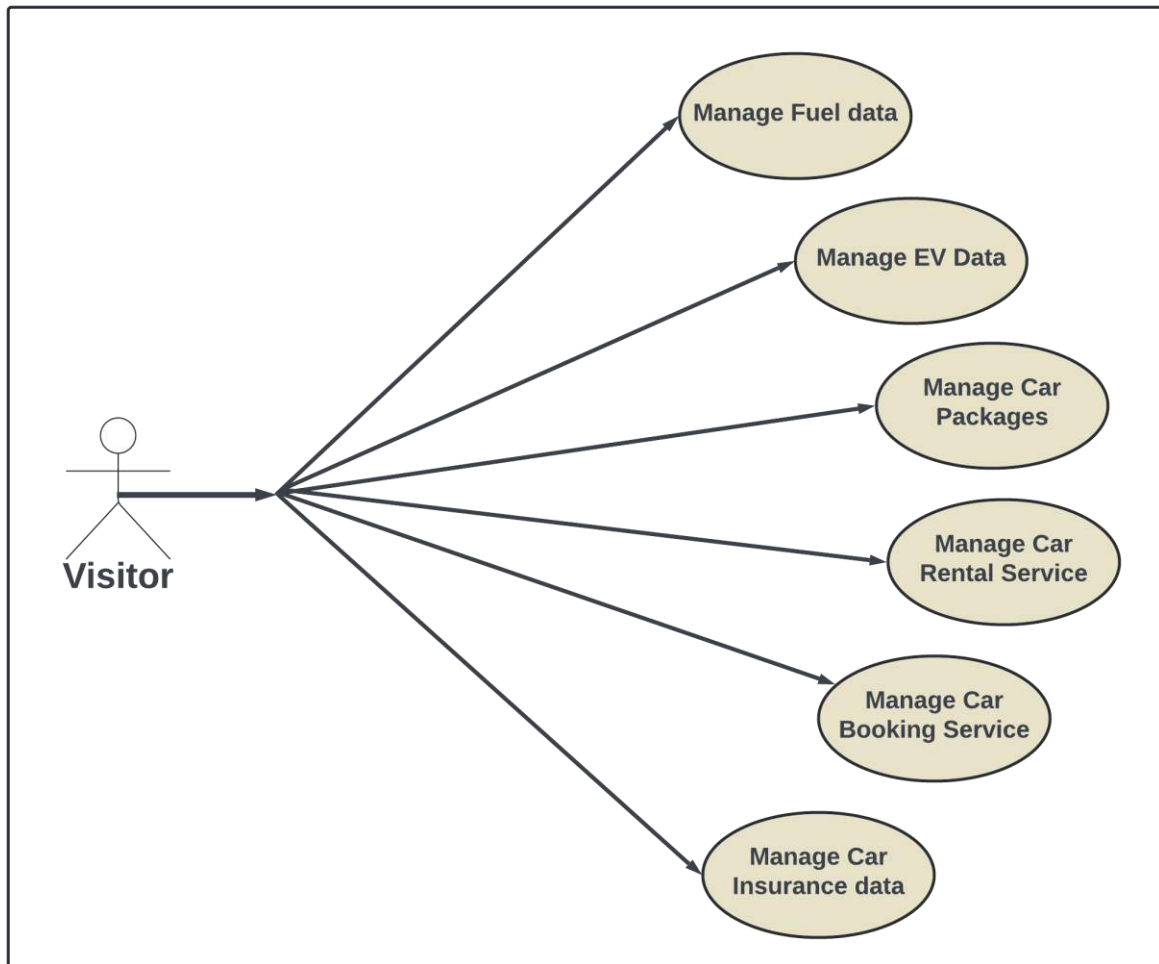 Manage Fuel data
Manage EV Data
Manage Car
Packages
Manage Car
Rental Service
Visitor
Manage Car
Booking Service
Manage Car
Insurance data